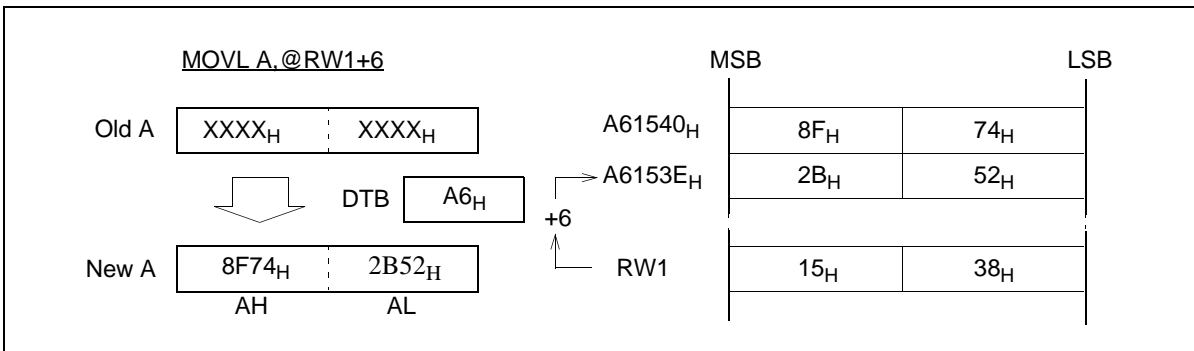 MOVL A,@RW1+6
MSB LSB
Old A XXXXH XXXXH A61540H 8FH 74H
A6153EH 2BH 52H
DTB A6H
+6
New A 8F74H 2B52H RW1 15H 38H
AH AL